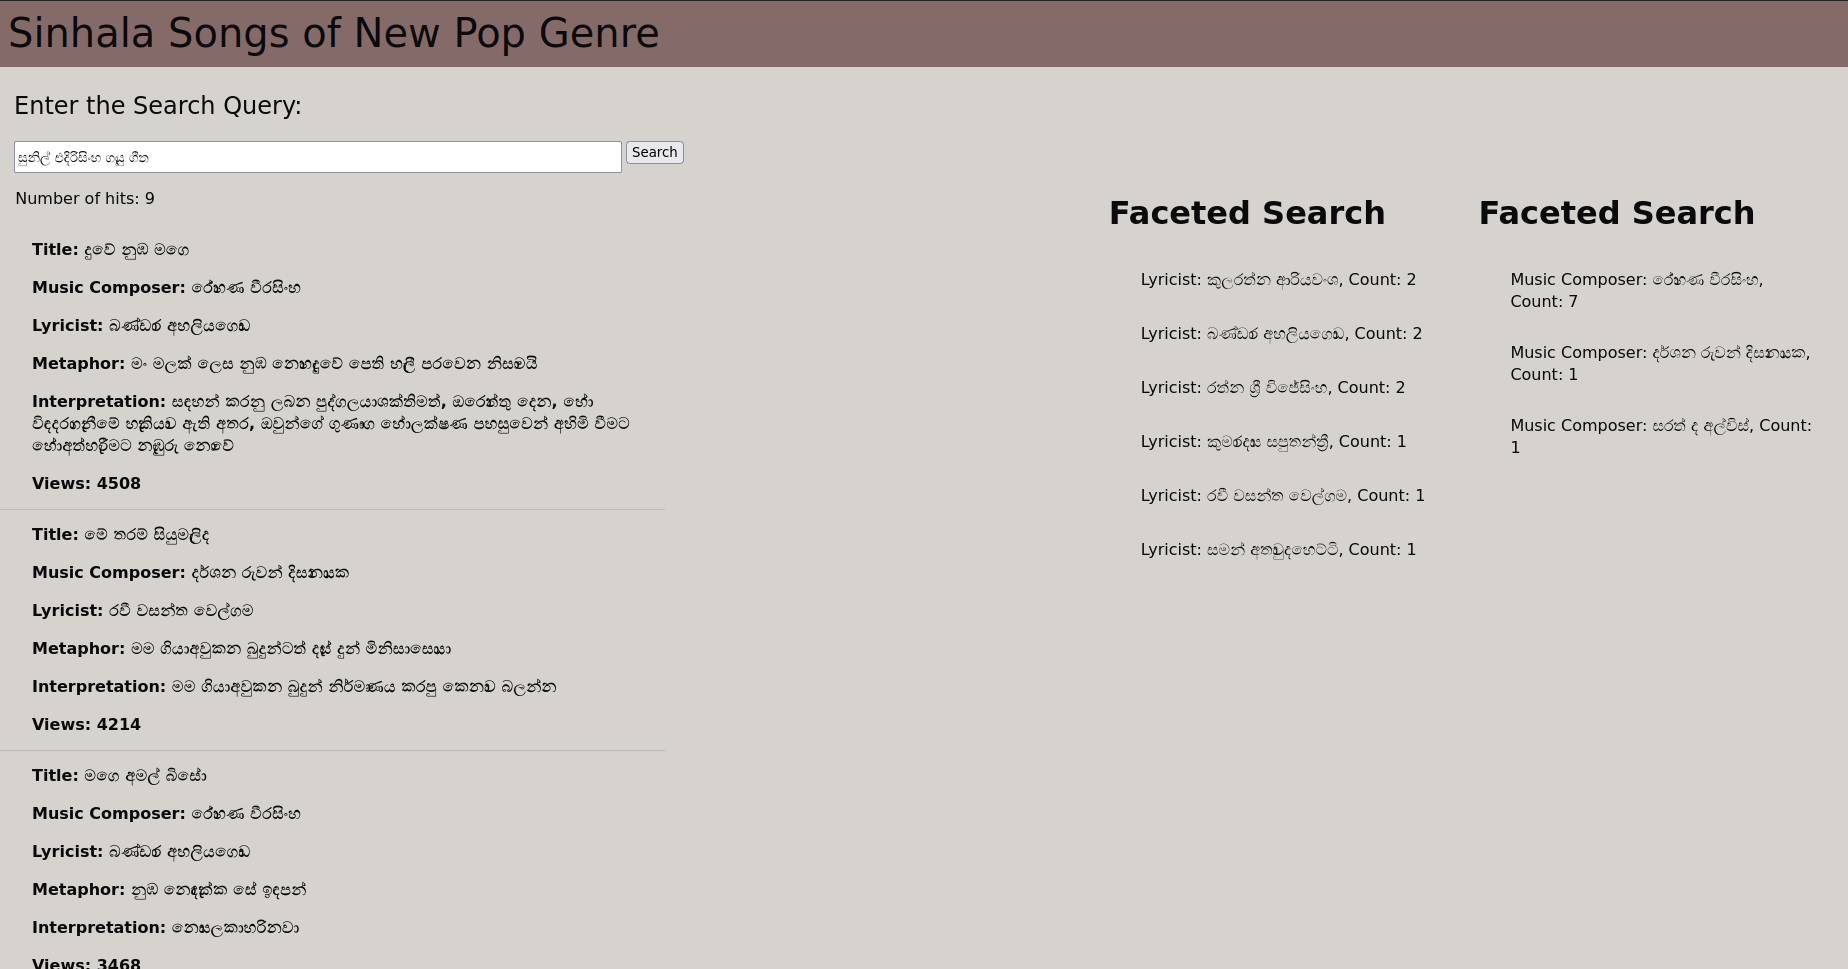 Sinhala Songs of New Pop Genre
Enter the Search Query:
සුනිල් එදිරිසිංහ ගැයු ගීත
Search
Number of hits: 9
Title: දුවේ නුඹ මගෙ
Music Composer: රෝහණ වීරසිංහ
Lyricist: බණ්ඩාර අහලියගොඩ
Metaphor: මං මලක් ලෙස නුඹ නොහැඳුවේ පෙති හැලී පරවෙන නිසාවෙයි
Interpretation: සඳහන් කරනු ලබන පුද්ගලයාශක්තිමත්, ඔරොත්තු දෙන, හෝ
විඳදරාගැනීමේ හැකියාව ඇති අතර, ඔවුන්ගේ ගුණාංග හෝලක්ෂණ පහසුවෙන් අහිමි වීමට
හෝඅත්හැරීමට නැඹුරු නොවේ
Views: 4508
Title: මේ තරම් සියුමැලිද
Music Composer: දර්ශන රුවන් දිසානායක
Lyricist: රවී වසන්ත වෙල්ගම
Metaphor: මම ගියාඅවුකන බුදුන්ටත් දෑස් දුන් මිනිසාසොයා
Interpretation: මම ගියාඅවුකන බුදුන් නිර්මාණය කරපු කෙනාව බලන්න
Views: 4214
Title: මගෙ අමල් බිසෝ
Music Composer: රෝහණ වීරසිංහ
Lyricist: බණ්ඩාර අහලියගොඩ
Metaphor: නුඹ නොදැක්ක සේ ඉඳපන්
Interpretation: නොසලකාහරිනවා
Views: 3468
Faceted Search
Lyricist: කුලරත්න ආරියවංශ, Count: 2
Lyricist: බණ්ඩාර අහලියගොඩ, Count: 2
Lyricist: රත්න ශ්‍රී විජේසිංහ, Count: 2
Lyricist: කුමාරදාස සපුතන්ත්‍රී, Count: 1
Lyricist: රවී වසන්ත වෙල්ගම, Count: 1
Lyricist: සමන් අතාවුදහෙට්ටි, Count: 1
Faceted Search
Music Composer: රෝහණ වීරසිංහ,
Count: 7
Music Composer: දර්ශන රුවන් දිසානායක,
Count: 1
Music Composer: සරත් ද අල්විස්, Count:
1